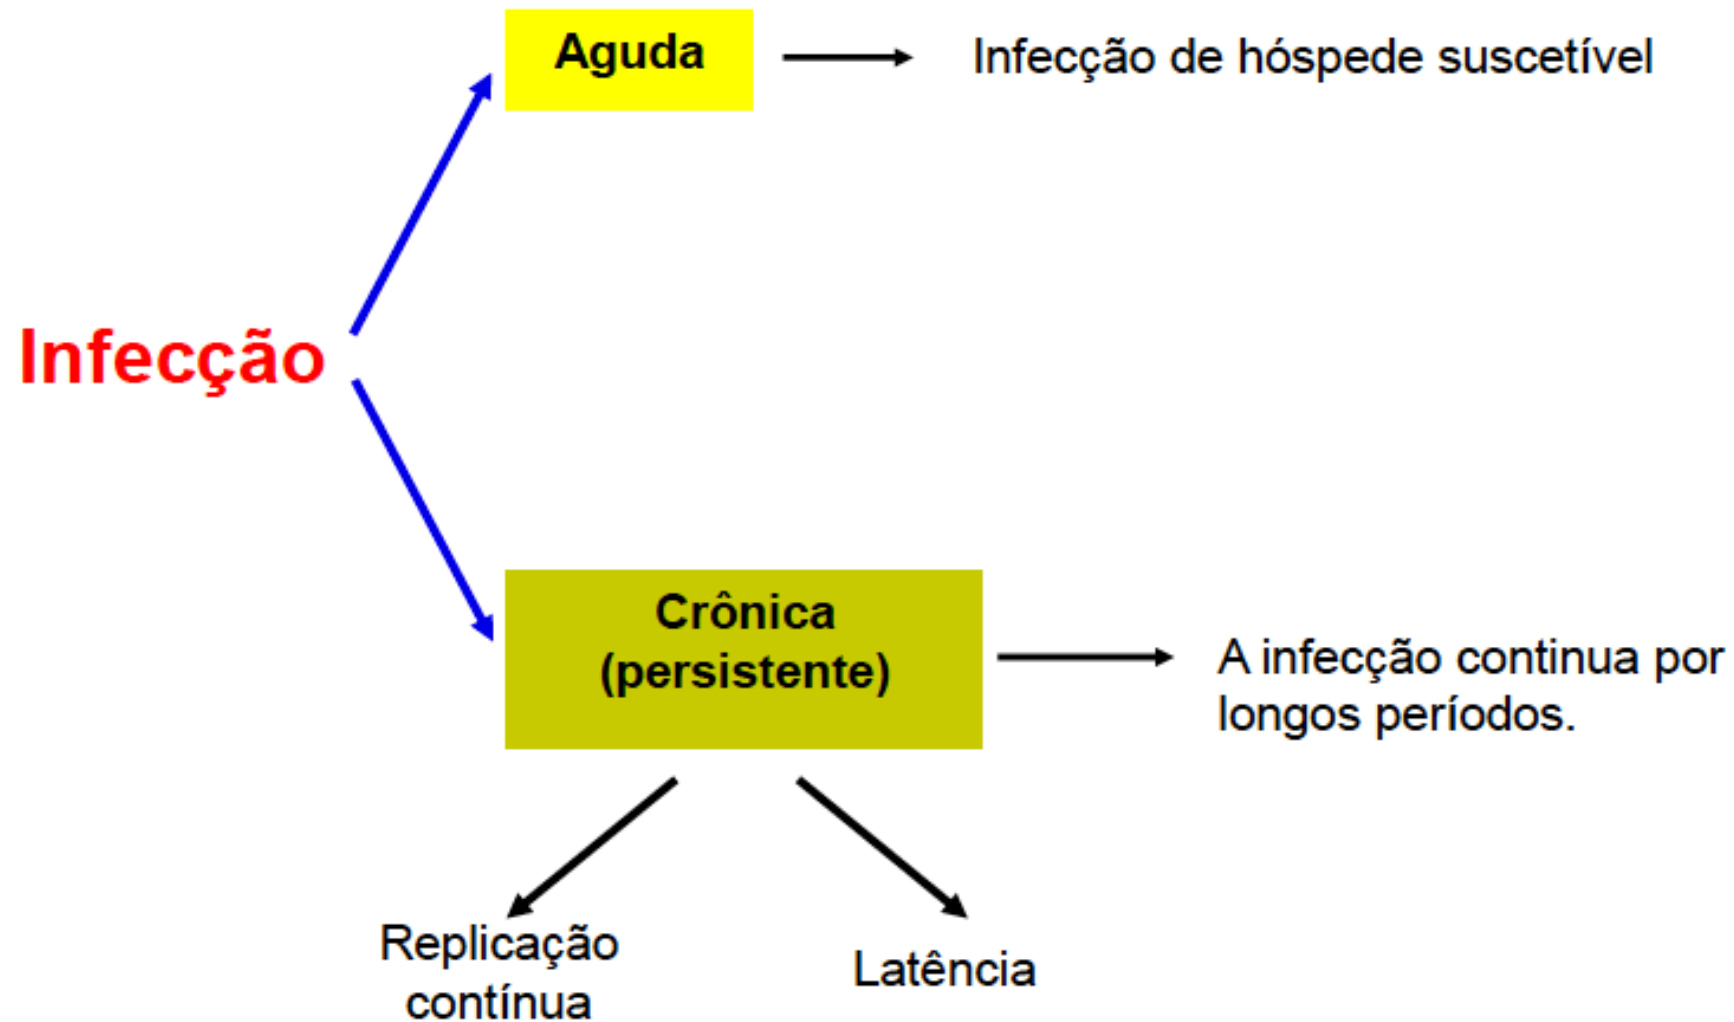 Aguda
Infecção de hóspede suscetível
Infecção
Crônica
(persistente)
A infecção continua por
longos períodos.
Replicação
contínua
Latência